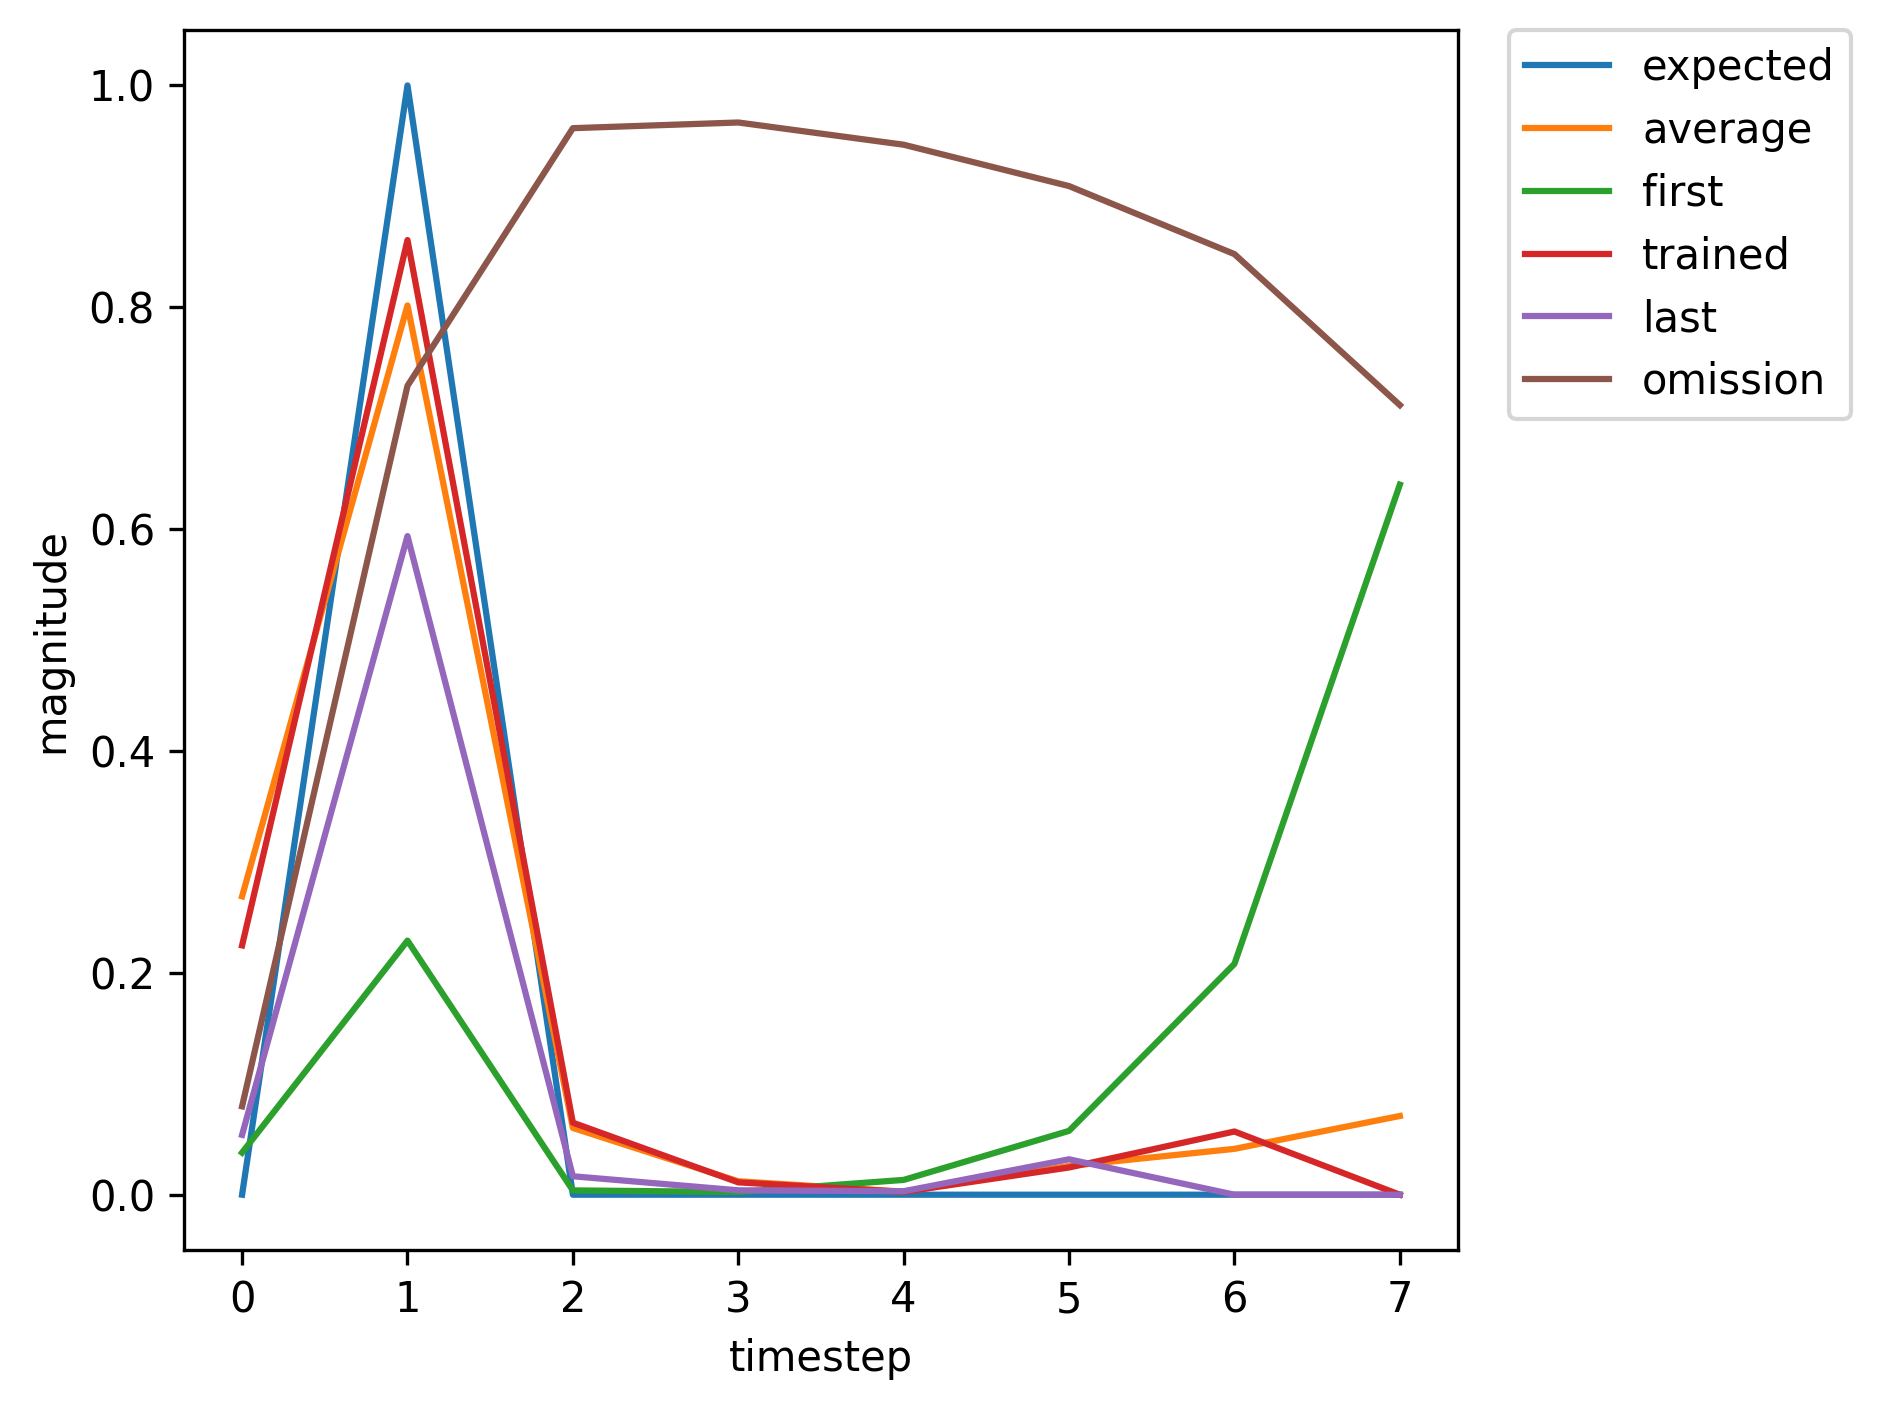 1.0
0.8
0.6
0.4
0.2
0.0
magnitude
0 1 2 3 4 5 6 7
timestep
expected
average
first
trained
last
omission